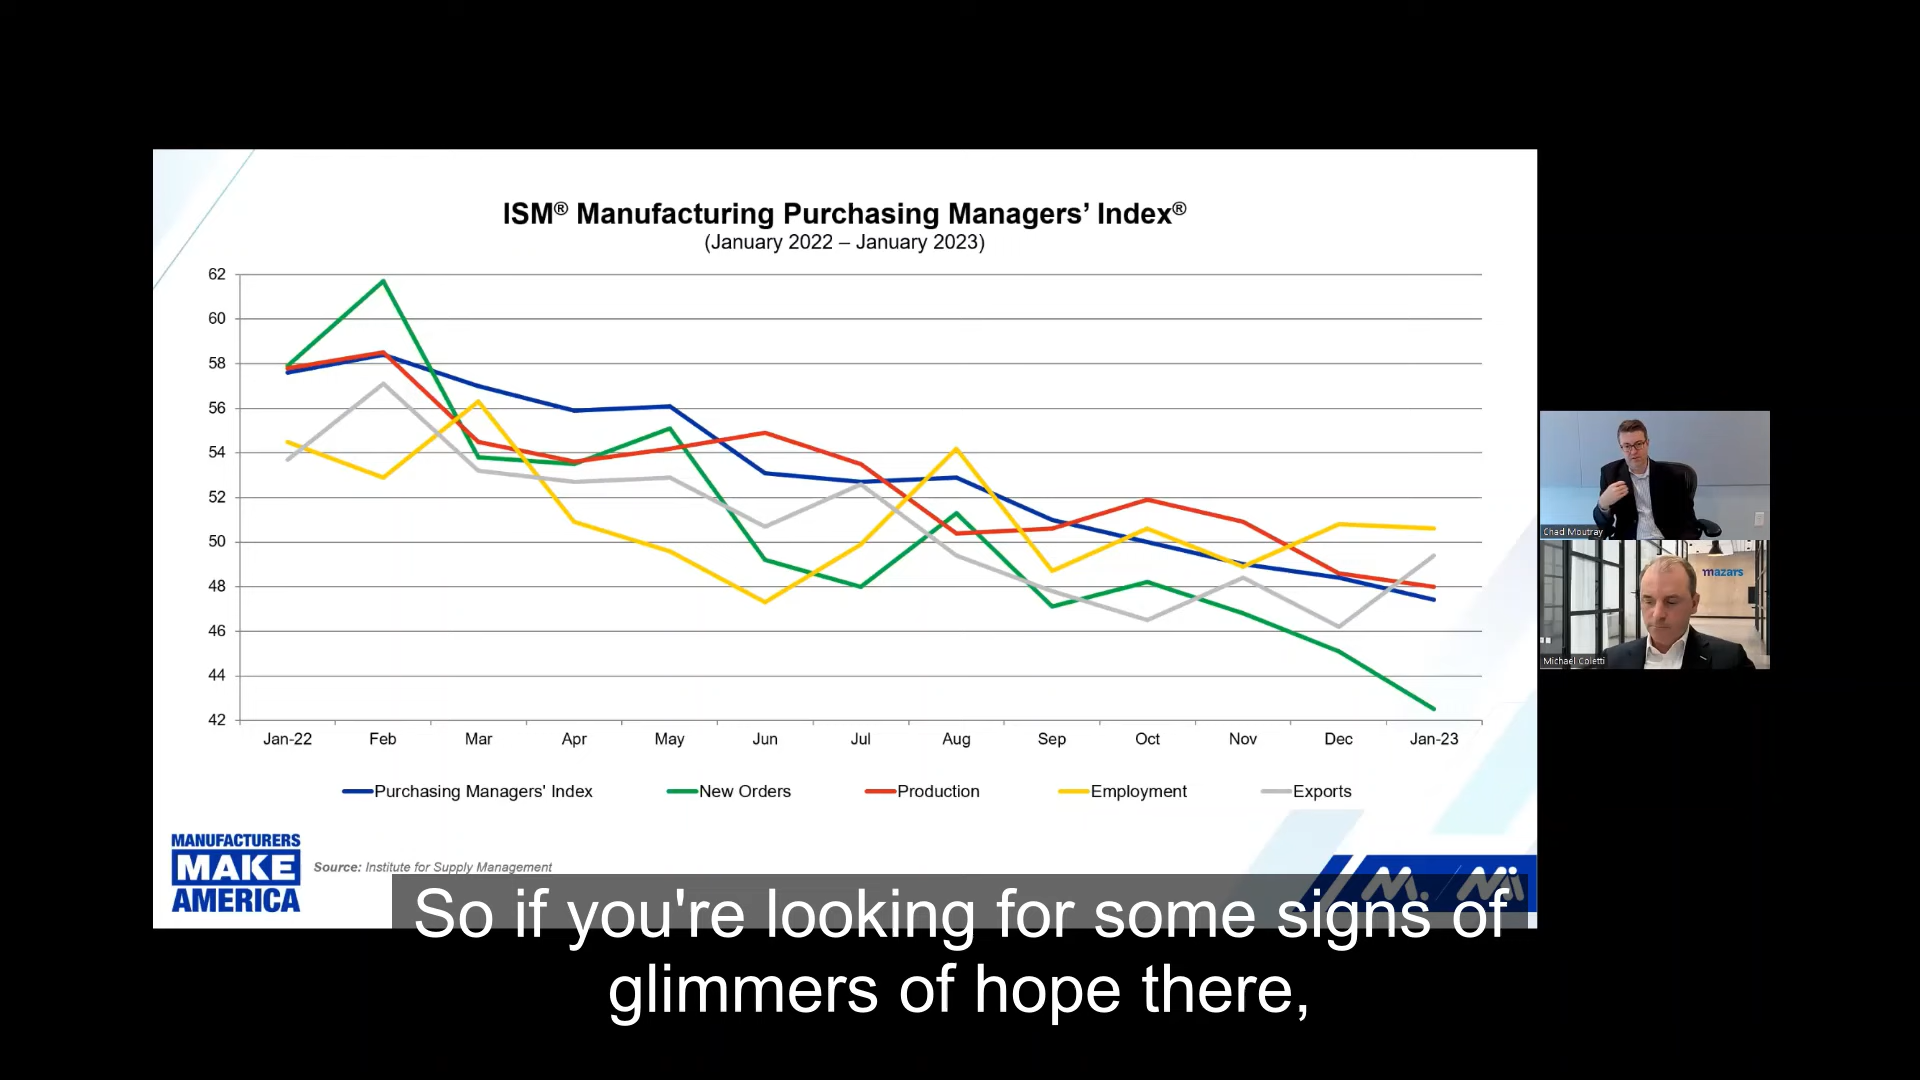 ISM® Manufacturing Purchasing Managers’ Index®
(January 2022 – January 2023)
62
60
58
56
54
52
50
48
46
44
42
Jan-22 Feb Mar Apr May Jun Jul Aug Sep Oct Nov Dec Jan-23
Purchasing Managers' Index New Orders Production Employment Exports
Chad Moutray
mazars
Michael Coletti
MANUFACTURERS
MAKE
AMERICA
Source: Institute for Supply Management
So if you're looking for some signs of
glimmers of hope there,